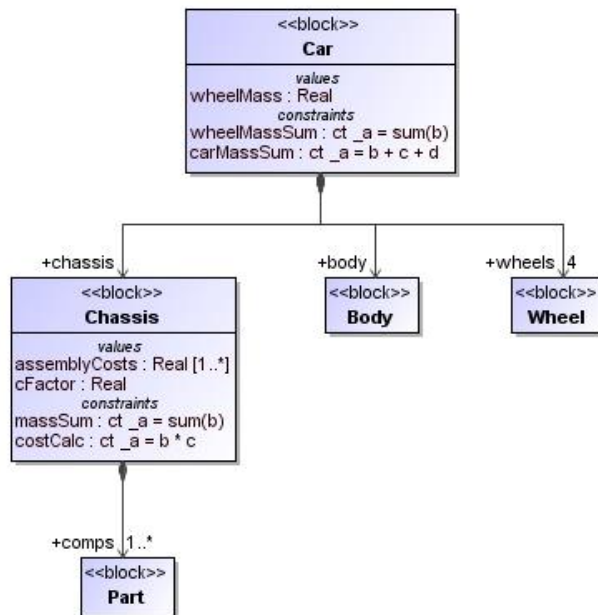 <<block>>
Car
values
wheelMass : Real
constraints
wheelMassSum : ct _a = sum(b)
carMassSum : ct _a = b + c + d
+chassis
+body
+wheels 4
<<block>>
Chassis
values
assemblyCosts : Real [1..*]
cFactor : Real
constraints
massSum : ct _a = sum(b)
costCalc : ct _a = b * c
<<block>>
Body
<<block>>
Wheel
+comps 1..*
<<block>>
Part